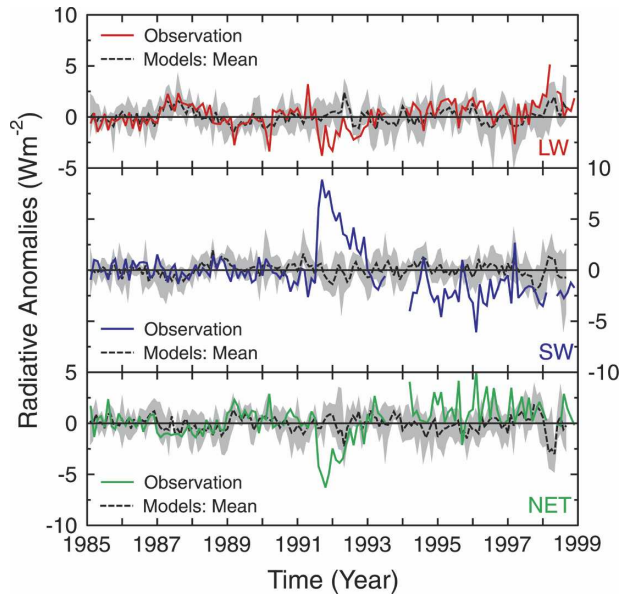 10
Observation
Models: Mean
5
0
LW
-5
10
5
0
Observation
Models: Mean
-5
SW
5
-10
0
-5
Observation
Models: Mean
NET
-10
1985 1987 1989 1991 1993 1995 1997 1999
Time (Year)
Radiative Anomalies (Wm-2)